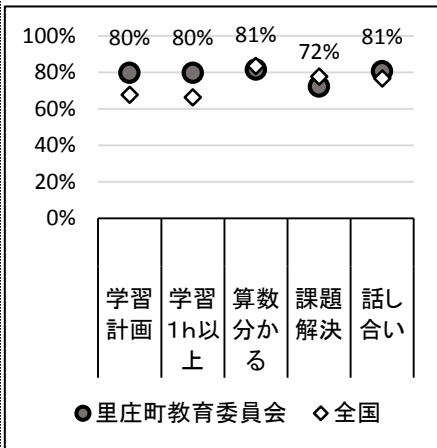 100%
80%
60%
40%
20%
0%
80%
80%
81%
72%
81%
学習
計画
学習
1h以
上
算数
分かる
課題
解決
話し
合い
里庄町教育委員会
全国